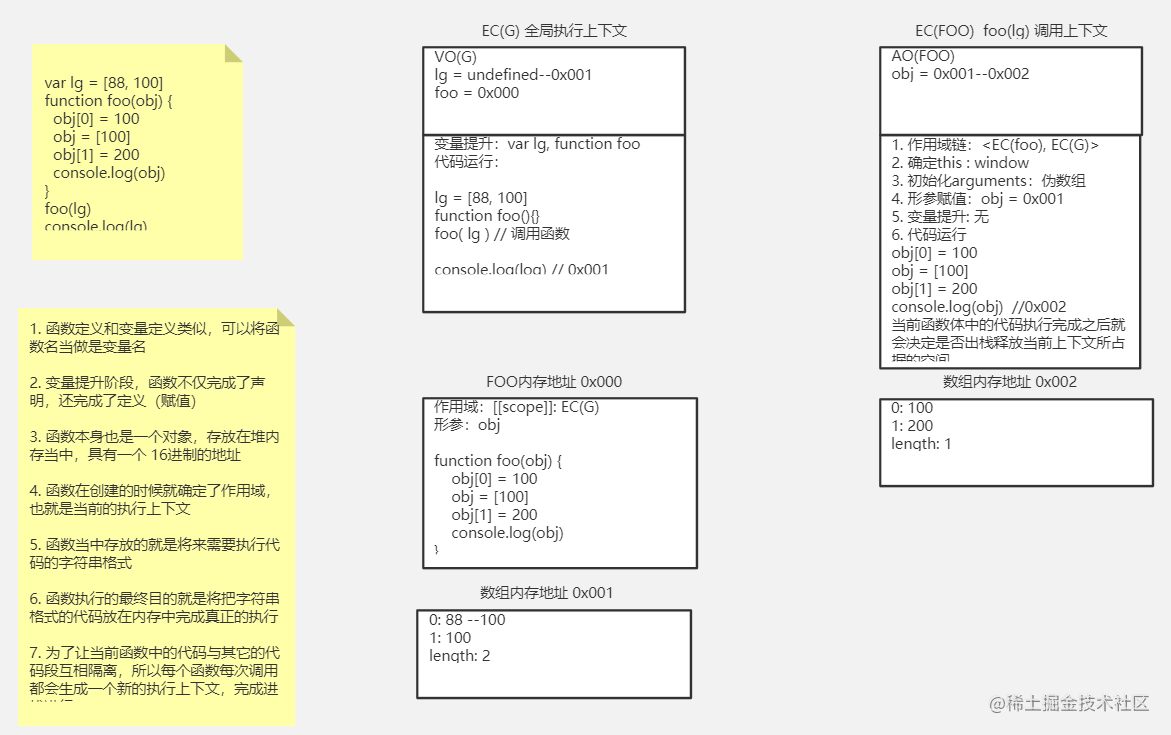 var lg = [88, 100]
function foo(obj) {
obj[0] = 100
obj = [100]
obj[1] = 200
console.log(obj)
}
foo(lg)
console.log(lg)
1. 函数定义和变量定义类似，可以将函
数名当做是变量名
2. 变量提升阶段，函数不仅完成了声
明，还完成了定义（赋值）
3. 函数本身也是一个对象，存放在堆内
存当中，具有一个 16进制的地址
4. 函数在创建的时候就确定了作用域，
也就是当前的执行上下文
5. 函数当中存放的就是将来需要执行代
码的字符串格式
6. 函数执行的最终目的就是将把字符串
格式的代码放在内存中完成真正的执行
7. 为了让当前函数中的代码与其它的代
码段互相隔离，所以每个函数每次调用
都会生成一个新的执行上下文，完成进
EC(G) 全局执行上下文
VO(G)
lg = undefined--0x001
foo = 0x000
变量提升：var lg, function foo
代码运行：
lg = [88, 100]
function foo(){}
foo( lg ) // 调用函数
console.log(log) // 0x001
FOO内存地址 0x000
作用域：[[scope]]: EC(G)
形参：obj
function foo(obj) {
obj[0] = 100
obj = [100]
obj[1] = 200
console.log(obj)
}
数组内存地址 0x001
0: 88 --100
1: 100
length: 2
EC(FOO) foo(lg) 调用上下文
AO(FOO)
obj = 0x001--0x002
1. 作用域链：<EC(foo), EC(G)>
2. 确定this : window
3. 初始化arguments：伪数组
4. 形参赋值：obj = 0x001
5. 变量提升: 无
6. 代码运行
obj[0] = 100
obj = [100]
obj[1] = 200
console.log(obj) //0x002
当前函数体中的代码执行完成之后就
会决定是否出栈释放当前上下文所占
据的空间
数组内存地址 0x002
0: 100
1: 200
length: 1
@稀土掘金技术社区